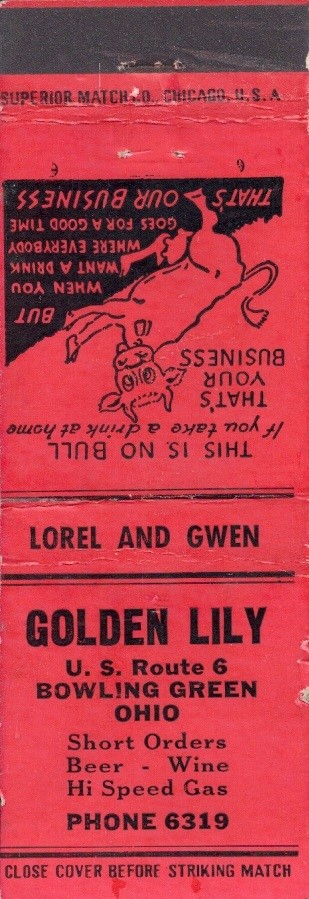 SUPERIOR MATCH CO., CHICAGO, U.S.A
THIS IS NO BULL
If you take a drink at home
THAT'S
YOUR
BUSINESS
BUT
WHEN YOU
WANT A DRINK
WHERE EVERYBODY
GOES FOR A GOOD TIME
THAT'S OUR BUSINESS
LOREL AND GWEN
GOLDEN LILY
U. S. Route 6
BOWLING GREEN
OHIO
Short Orders
Beer - Wine
Hi Speed Gas
PHONE 6319
CLOSE COVER BEFORE STRIKING MATCH